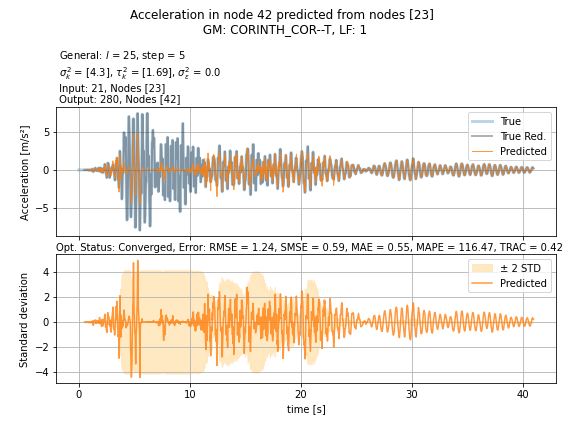 Acceleration in node 42 predicted from nodes [23]
GM: CORINTH_COR--T, LF: 1
General: l = 25, step = 5
σ²ₖ = [4.3], τ²ₖ = [1.69], σ²ₑ = 0.0
Input: 21, Nodes [23]
Output: 280, Nodes [42]
True
True Red.
Predicted
Acceleration [m/s²]
5
0
−5
Opt. Status: Converged, Error: RMSE = 1.24, SMSE = 0.59, MAE = 0.55, MAPE = 116.47, TRAC = 0.42
± 2 STD
Predicted
Standard deviation
4
2
0
−2
−4
0 10 20 30 40
time [s]